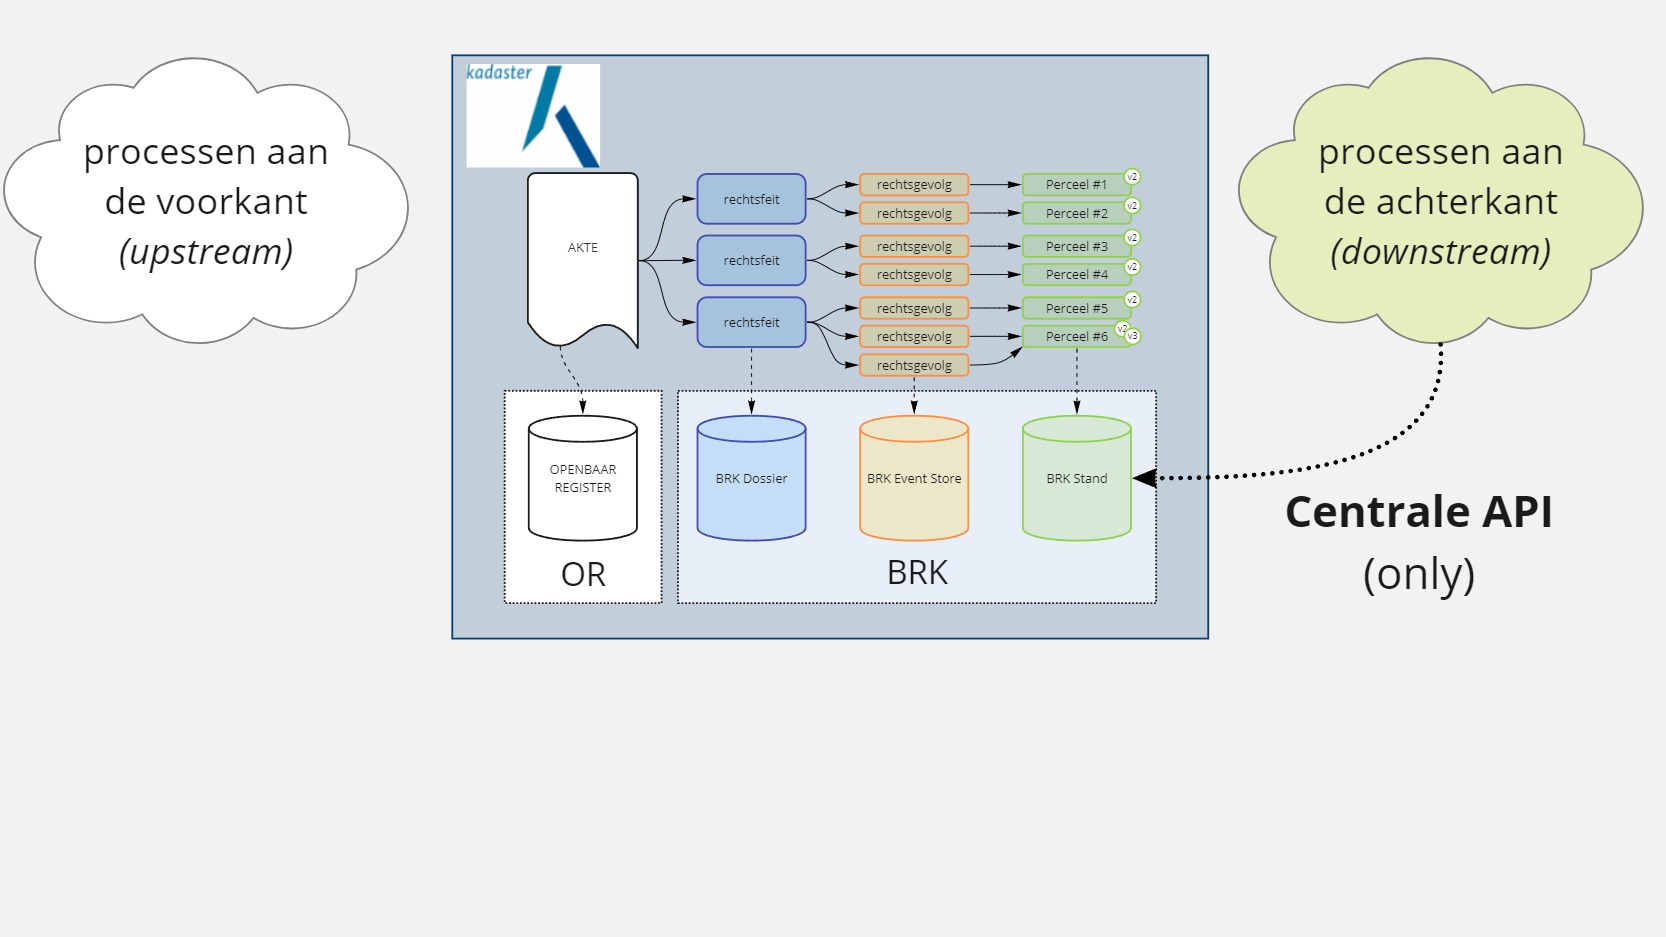 processen aan
de voorkant
(upstream)
kadaster
AKTE
rechtsfeit
rechtsfeit
rechtsfeit
rechtsgevolg
rechtsgevolg
rechtsgevolg
rechtsgevolg
rechtsgevolg
rechtsgevolg
rechtsgevolg
Perceel #1 v2
Perceel #2 v2
Perceel #3 v2
Perceel #4 v2
Perceel #5 v2
Perceel #6 v2 v3
OPENBAAR
REGISTER
OR
BRK Dossier
BRK Event Store
BRK Stand
BRK
processen aan
de achterkant
(downstream)
Centrale API
(only)